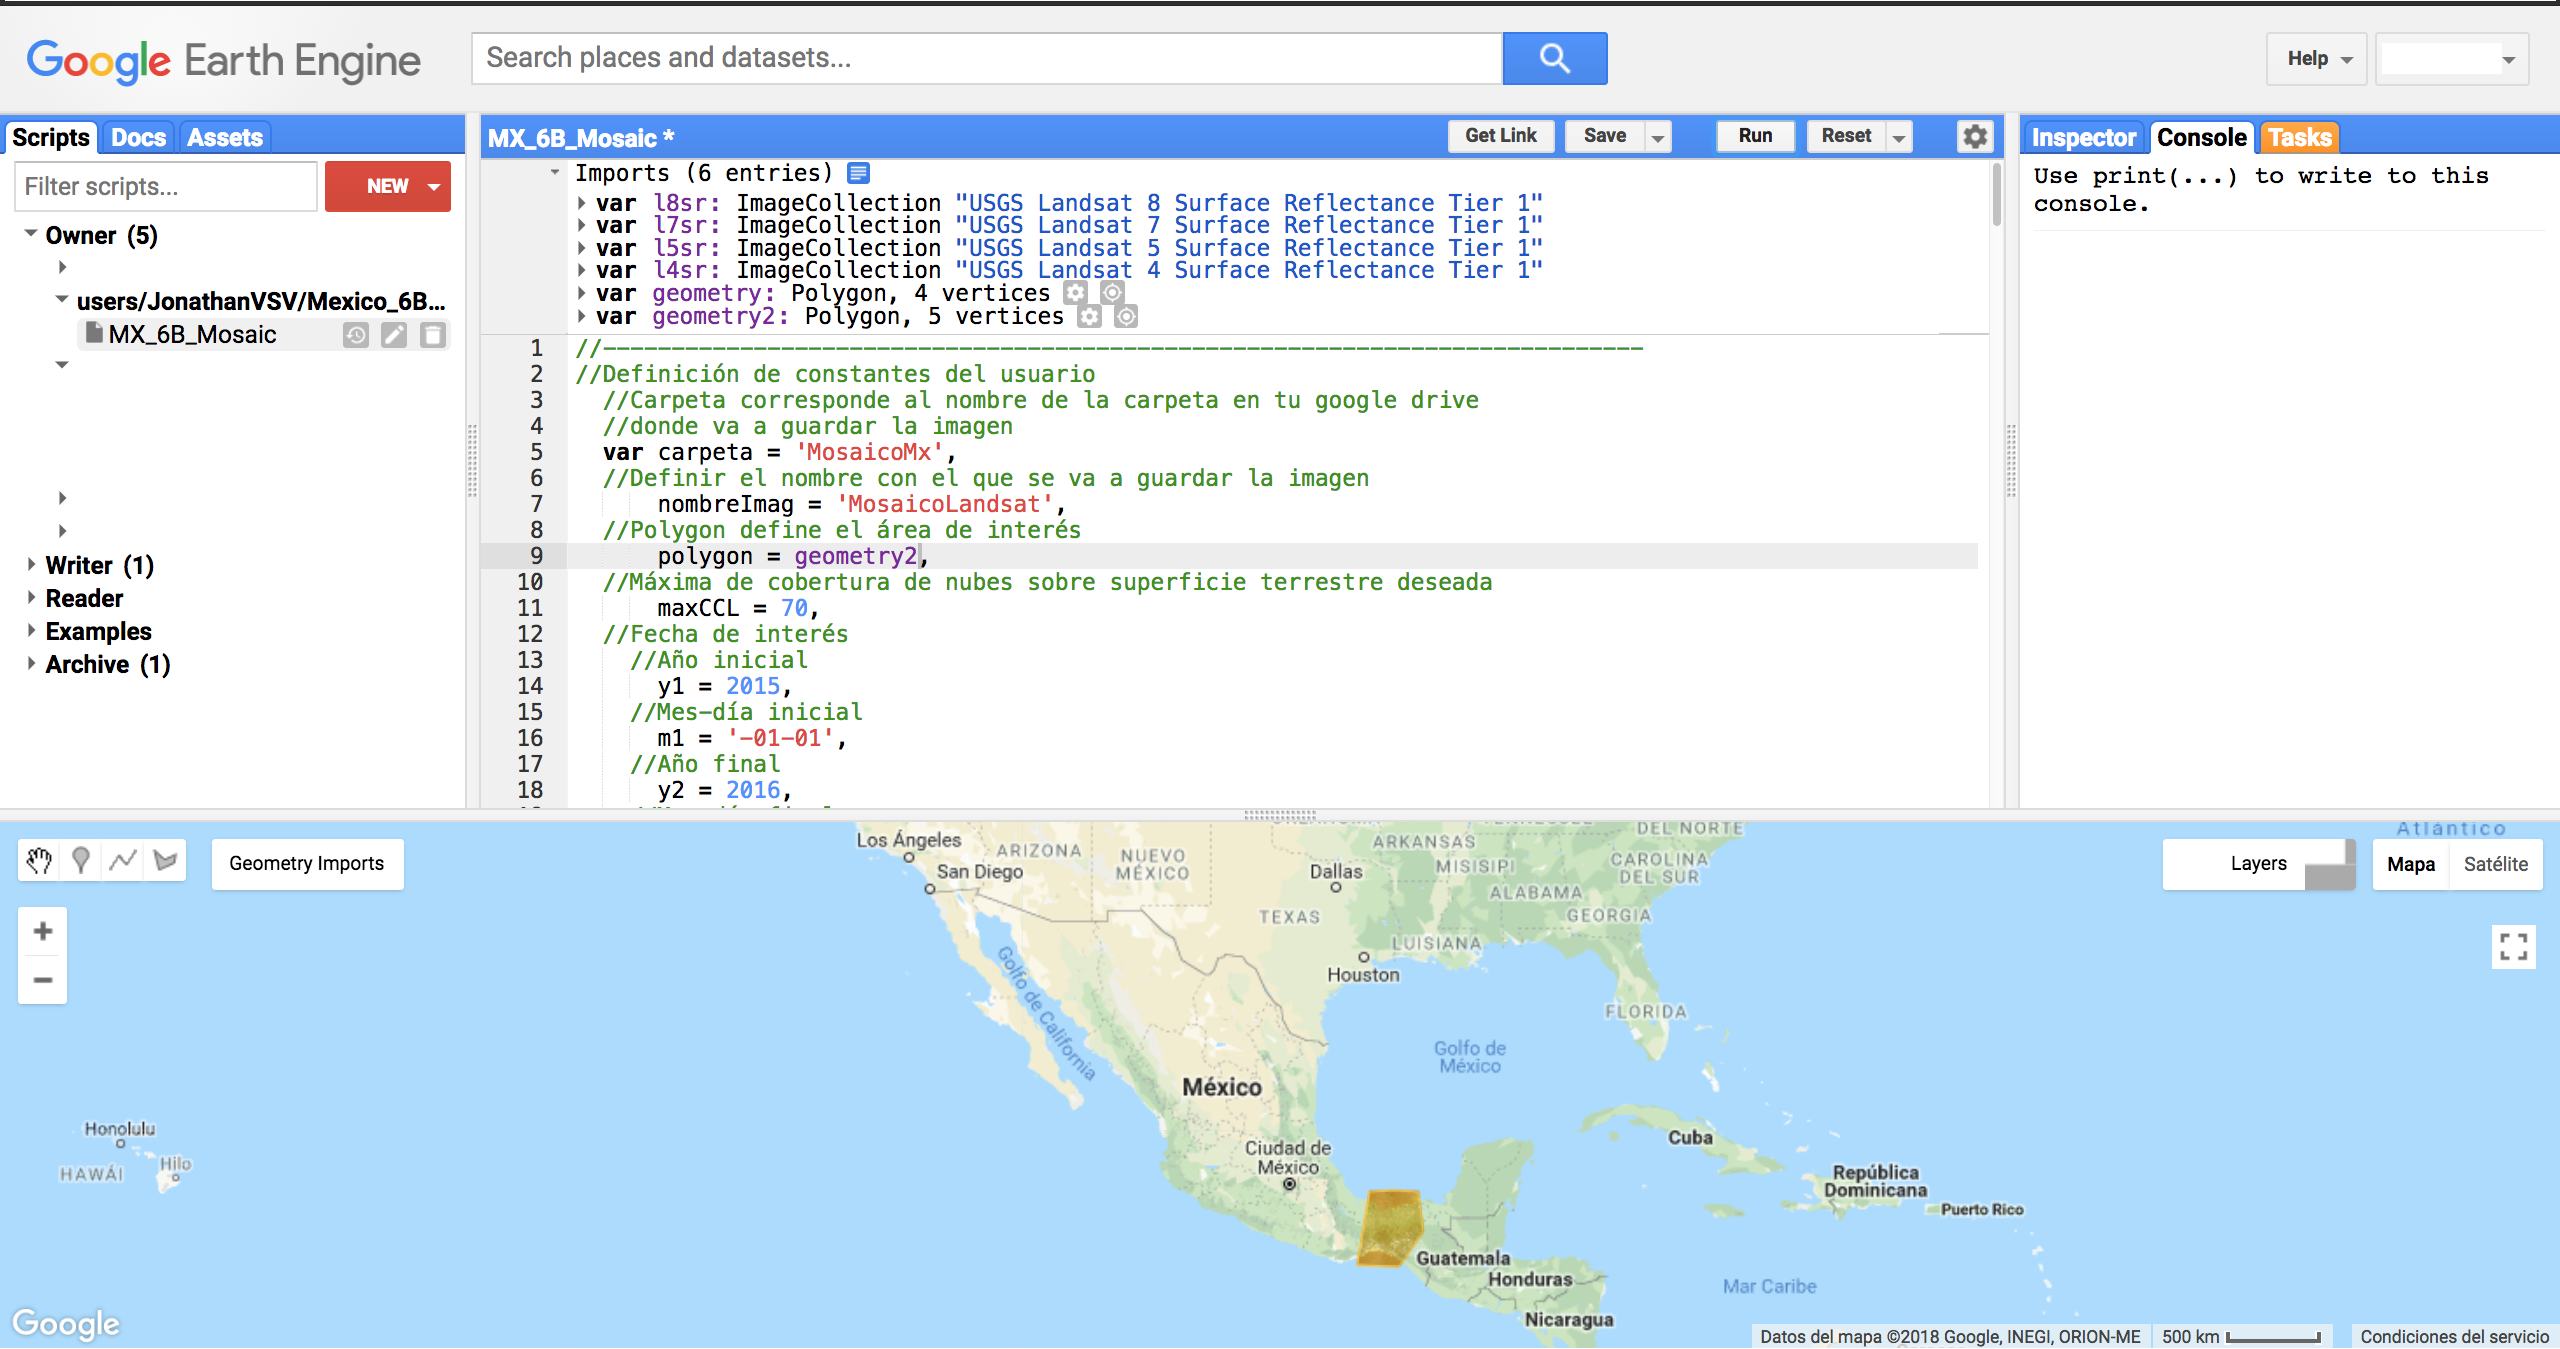 Google Earth Engine
Search places and datasets...
Help
Scripts Docs Assets
MX_6B_Mosaic *
Get Link Save Run Reset
Inspector Console Tasks
Filter scripts...
NEW
Owner (5)
users/JonathanVSV/Mexico_6B...
MX_6B_Mosaic
Writer (1)
Reader
Examples
Archive (1)
Imports (6 entries)
var l8sr: ImageCollection "USGS Landsat 8 Surface Reflectance Tier 1"
var l7sr: ImageCollection "USGS Landsat 7 Surface Reflectance Tier 1"
var l5sr: ImageCollection "USGS Landsat 5 Surface Reflectance Tier 1"
var l4sr: ImageCollection "USGS Landsat 4 Surface Reflectance Tier 1"
var geometry: Polygon, 4 vertices
var geometry2: Polygon, 5 vertices
1 //----------------------------------------------------------------------------
2 //Definición de constantes del usuario
3 //Carpeta corresponde al nombre de la carpeta en tu google drive
4 //donde va a guardar la imagen
5 var carpeta = 'MosaicoMx',
6 //Definir el nombre con el que se va a guardar la imagen
7 nombreImag = 'MosaicoLandsat',
8 //Polygon define el área de interés
9 polygon = geometry2,
10 //Máxima de cobertura de nubes sobre superficie terrestre deseada
11 maxCCL = 70,
12 //Fecha de interés
13 //Año inicial
14 y1 = 2015,
15 //Mes-día inicial
16 m1 = '-01-01',
17 //Año final
18 y2 = 2016,
Use print(...) to write to this
console.
Geometry Imports
Layers
Mapa Satélite
Atlántico
Los Ángeles
San Diego
ARIZONA
NUEVO
MÉXICO
Dallas
TEXAS
ARKANSAS
MISISIPI
ALABAMA
DEL NORTE
CAROLINA
DEL SUR
GEORGIA
LUISIANA
Houston
FLORIDA
Golfo de California
Golfo de
México
México
Ciudad de
México
Honolulu
HAWÁI
Hilo
Cuba
República
Dominicana
Puerto Rico
Guatemala
Honduras
Nicaragua
Mar Caribe
Google
Datos del mapa ©2018 Google, INEGI, ORION-ME
500 km
Condiciones del servicio